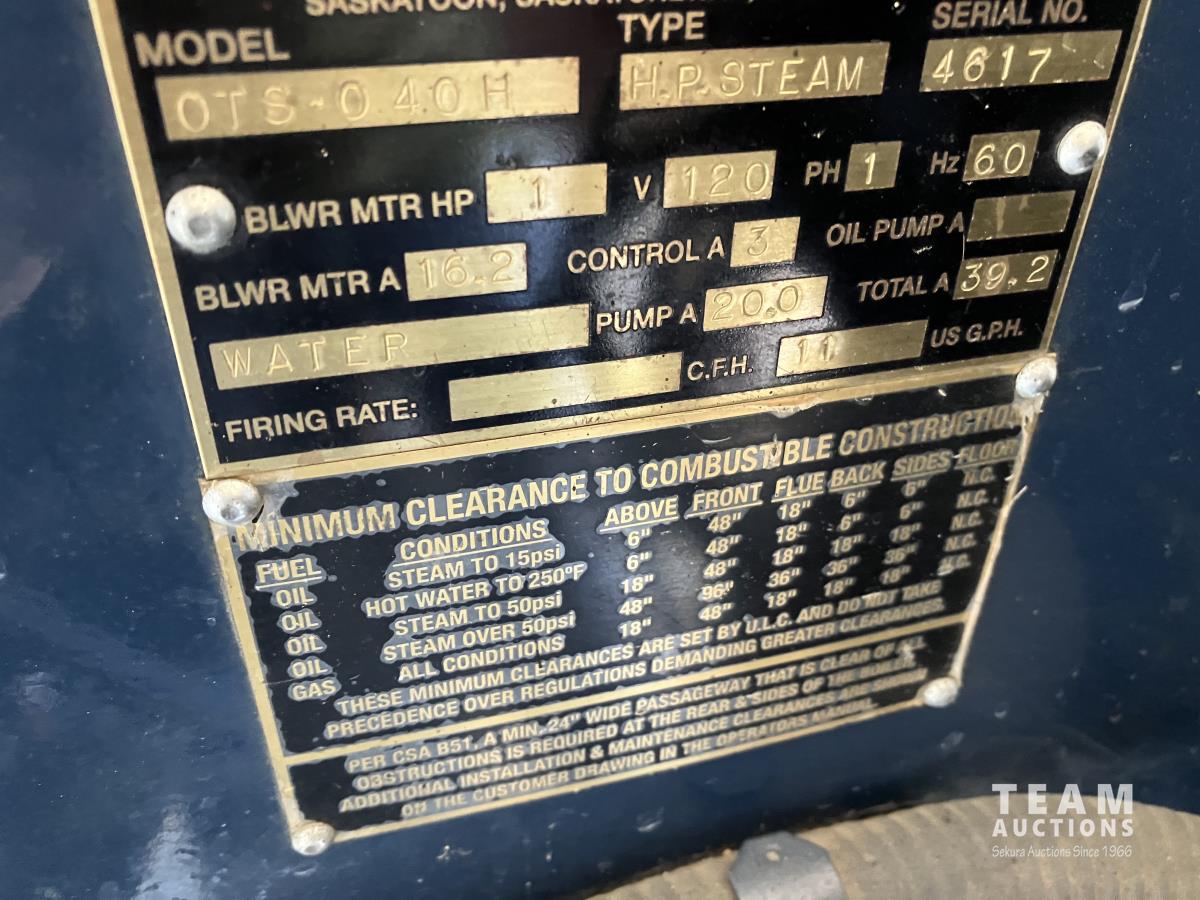 SASKATOON,
MODEL TYPE SERIAL NO.
OTS-040H H.P. STEAM 4617
BLWR MTR HP 1 V 120 PH 1 Hz 60
BLWR MTR A 16.2 CONTROL A 3 OIL PUMP A
WATER PUMP A 20.0 TOTAL A 39.2
FIRING RATE: C.F.H. 11 US G.P.H.
MINIMUM CLEARANCE TO COMBUSTIBLE CONSTRUCTION
FUEL CONDITIONS ABOVE FRONT FLUE BACK SIDES FLOOR
OIL STEAM TO 15psi 6" 48" 18" 6" 6" N.C.
OIL HOT WATER TO 250°F 6" 48" 18" 6" 6" N.C.
OIL STEAM TO 50psi 18" 48" 18" 18" 18" N.C.
OIL STEAM OVER 50psi 48" 96" 36" 36" 36" N.C.
GAS ALL CONDITIONS 18" 48" 18" 18" 18" N.C.
THESE MINIMUM CLEARANCES ARE SET BY U.L.C. AND DO NOT TAKE
PRECEDENCE OVER REGULATIONS DEMANDING GREATER CLEARANCES.
PER CSA B51, A MIN. 24" WIDE PASSAGEWAY THAT IS CLEAR OF ALL
OBSTRUCTIONS IS REQUIRED AT THE REAR & SIDES OF THE BOILER.
ADDITIONAL INSTALLATION & MAINTENANCE CLEARANCES ARE
ON THE CUSTOMER DRAWING IN THE OPERATORS MANUAL
TEAM
AUCTIONS
Sekura Auctions Since 1966